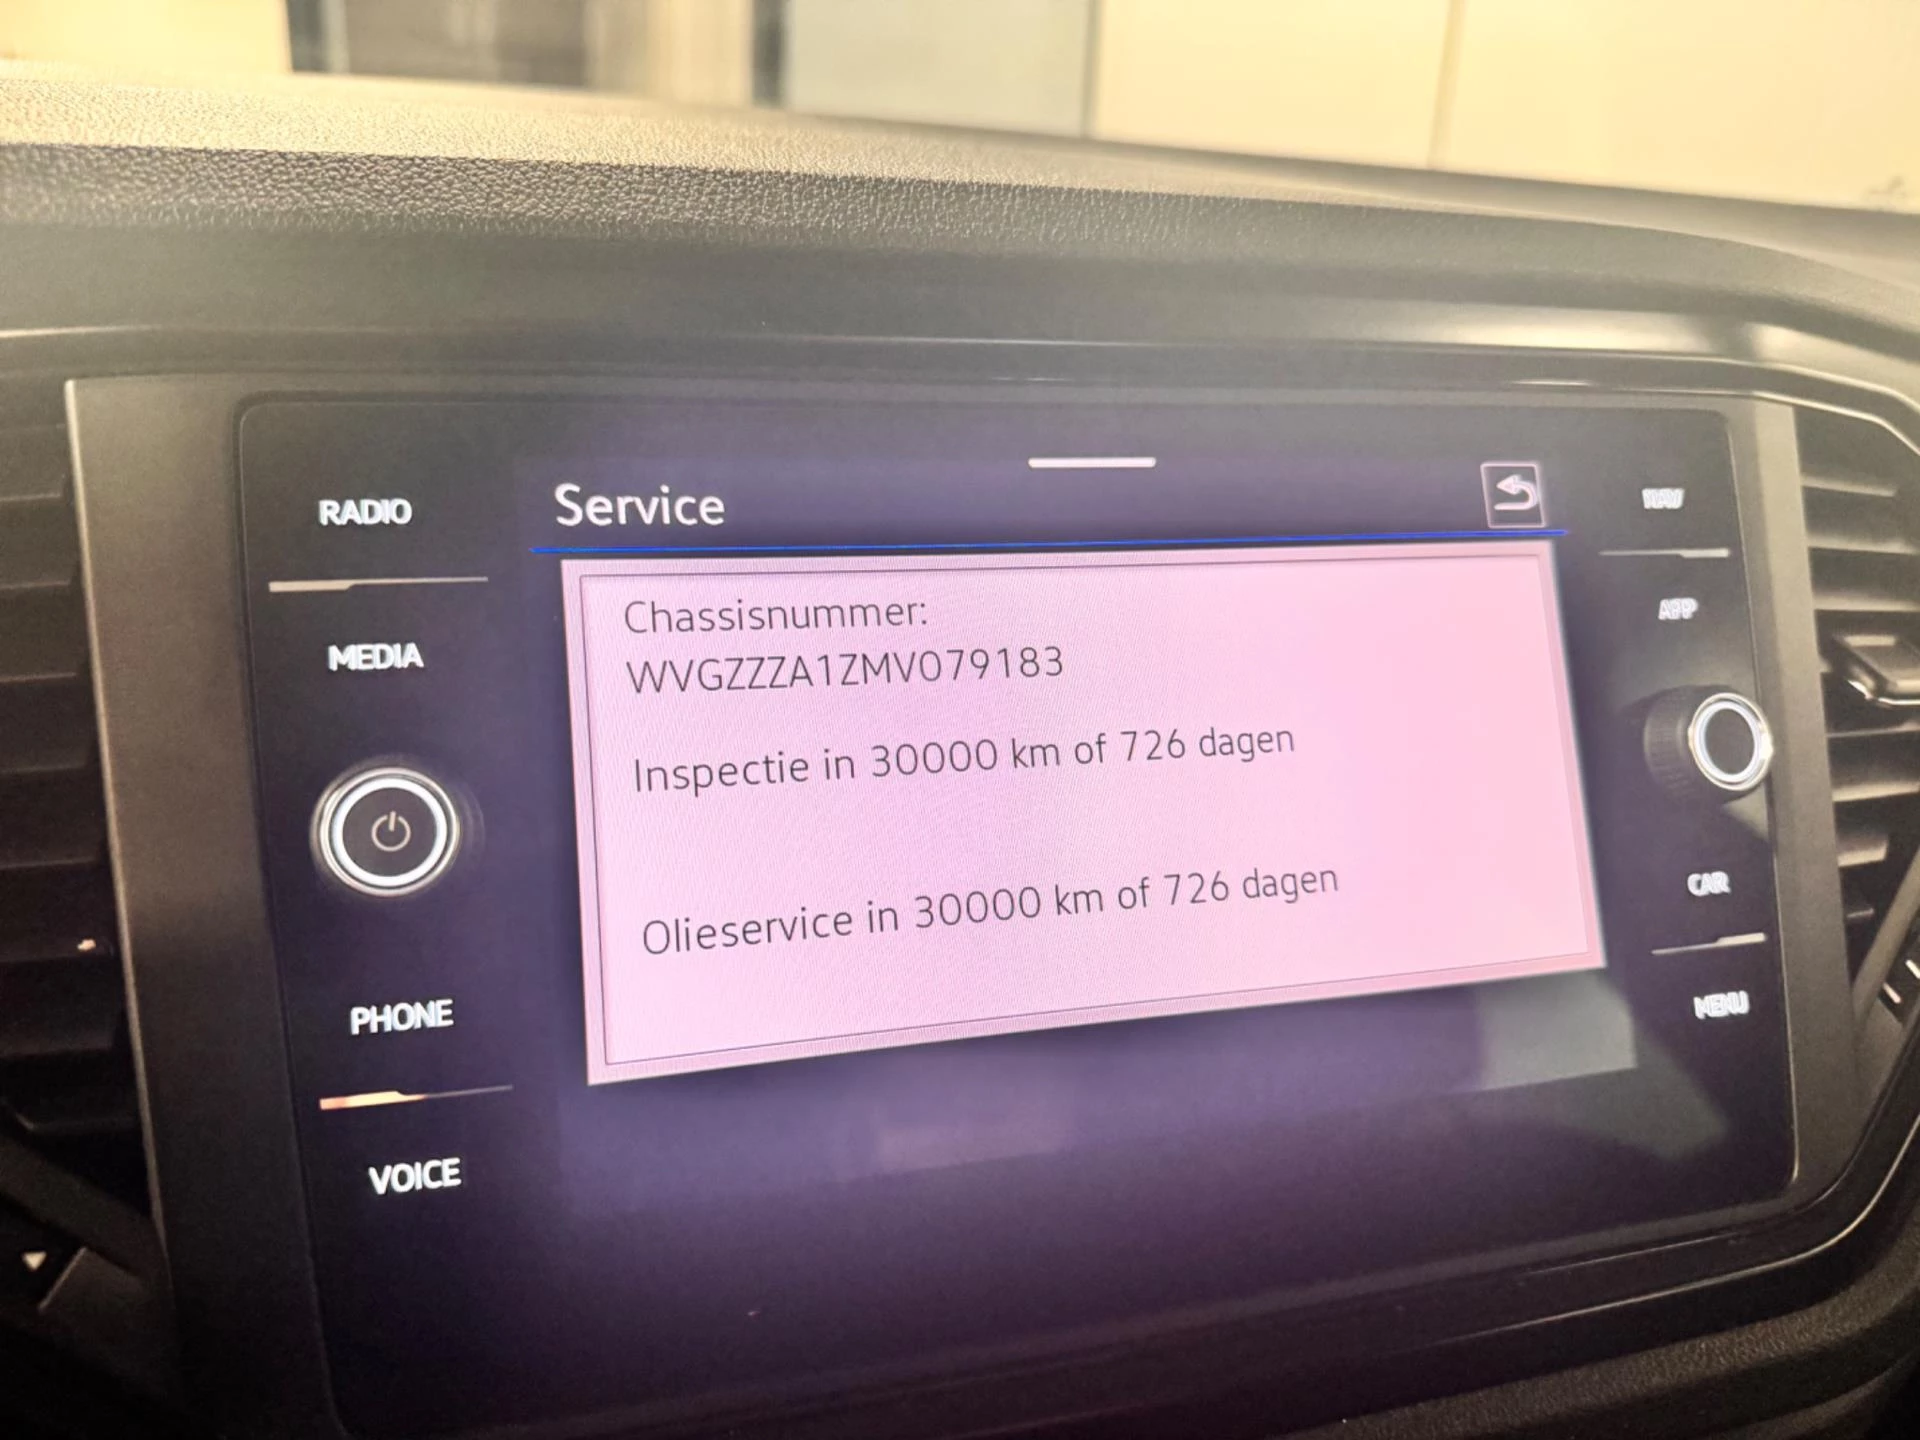 RADIO
MEDIA
PHONE
VOICE
Service
Chassisnummer:
WVGZZZA1ZMV079183
Inspectie in 30000 km of 726 dagen
Olieservice in 30000 km of 726 dagen
NAV
APP
CAR
MENU